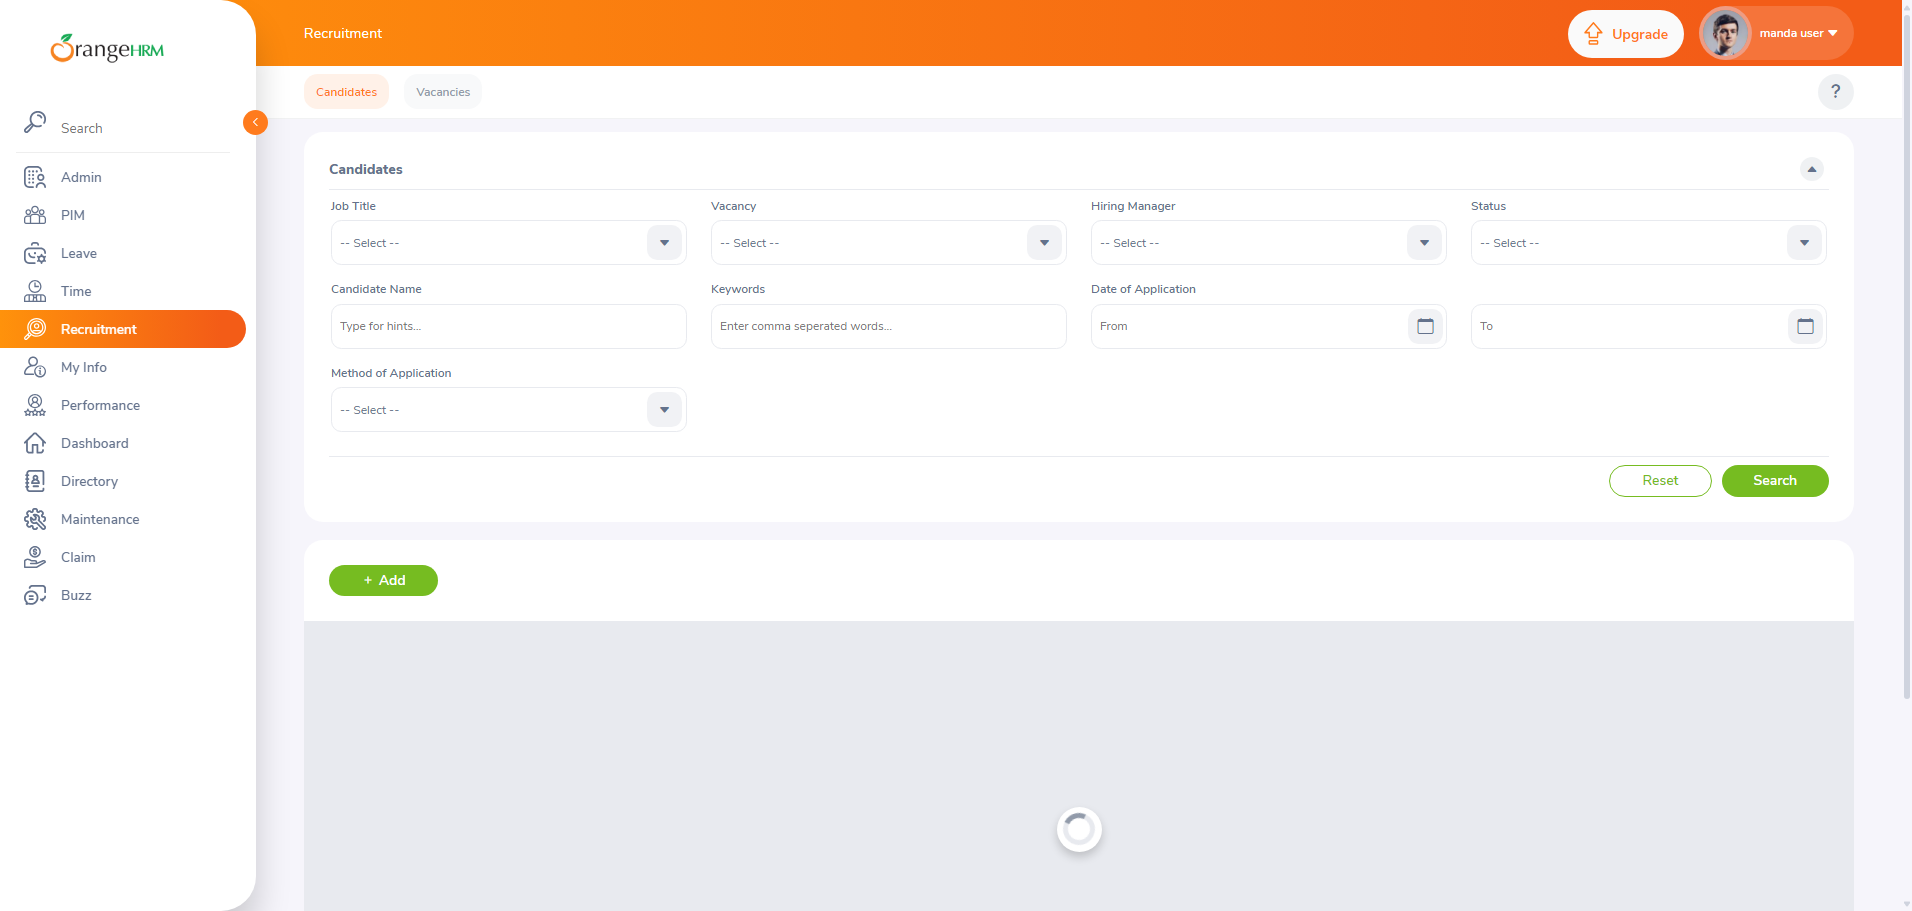 OrangeHRM
Search
Admin
PIM
Leave
Time
Recruitment
My Info
Performance
Dashboard
Directory
Maintenance
Claim
Buzz
Recruitment
Upgrade
manda user
Candidates
Vacancies
?
Candidates
Job Title
Vacancy
Hiring Manager
Status
-- Select --
-- Select --
-- Select --
-- Select --
Candidate Name
Keywords
Date of Application
Type for hints...
Enter comma seperated words...
From
To
Method of Application
-- Select --
Reset
Search
+ Add